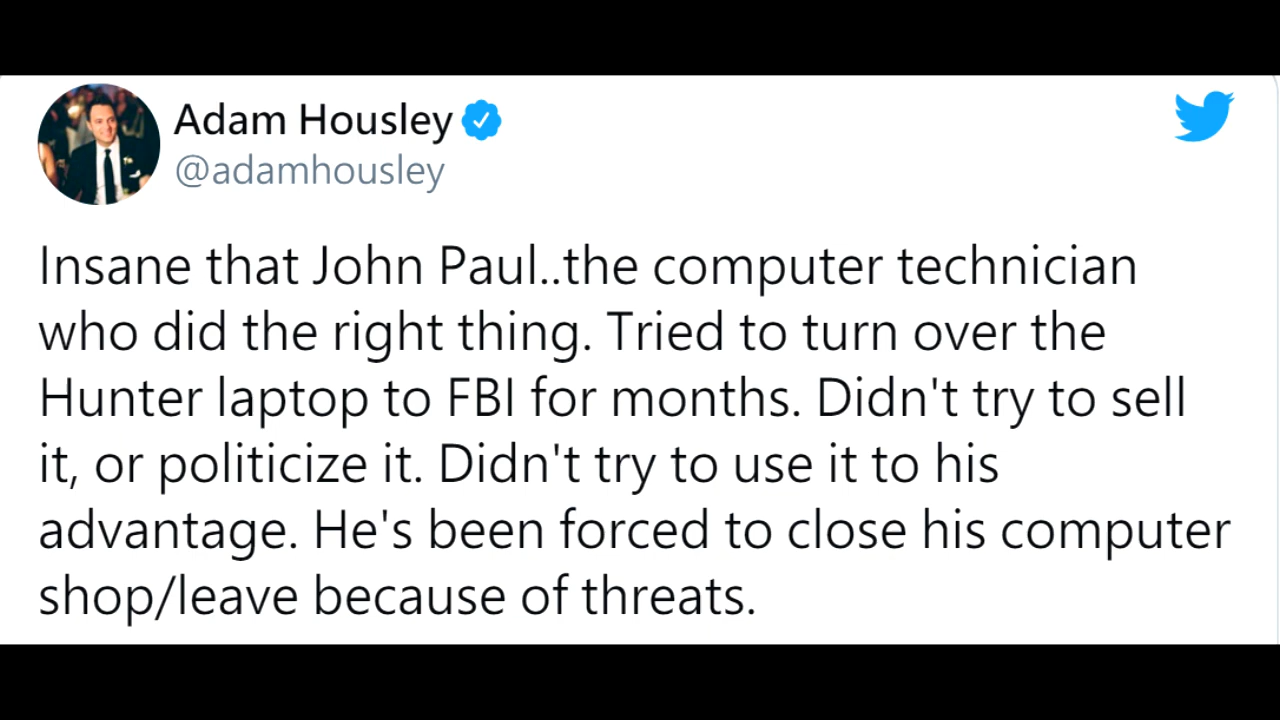 Adam Housley
@adamhousley
Insane that John Paul..the computer technician
who did the right thing. Tried to turn over the
Hunter laptop to FBI for months. Didn't try to sell
it, or politicize it. Didn't try to use it to his
advantage. He's been forced to close his computer
shop/leave because of threats.